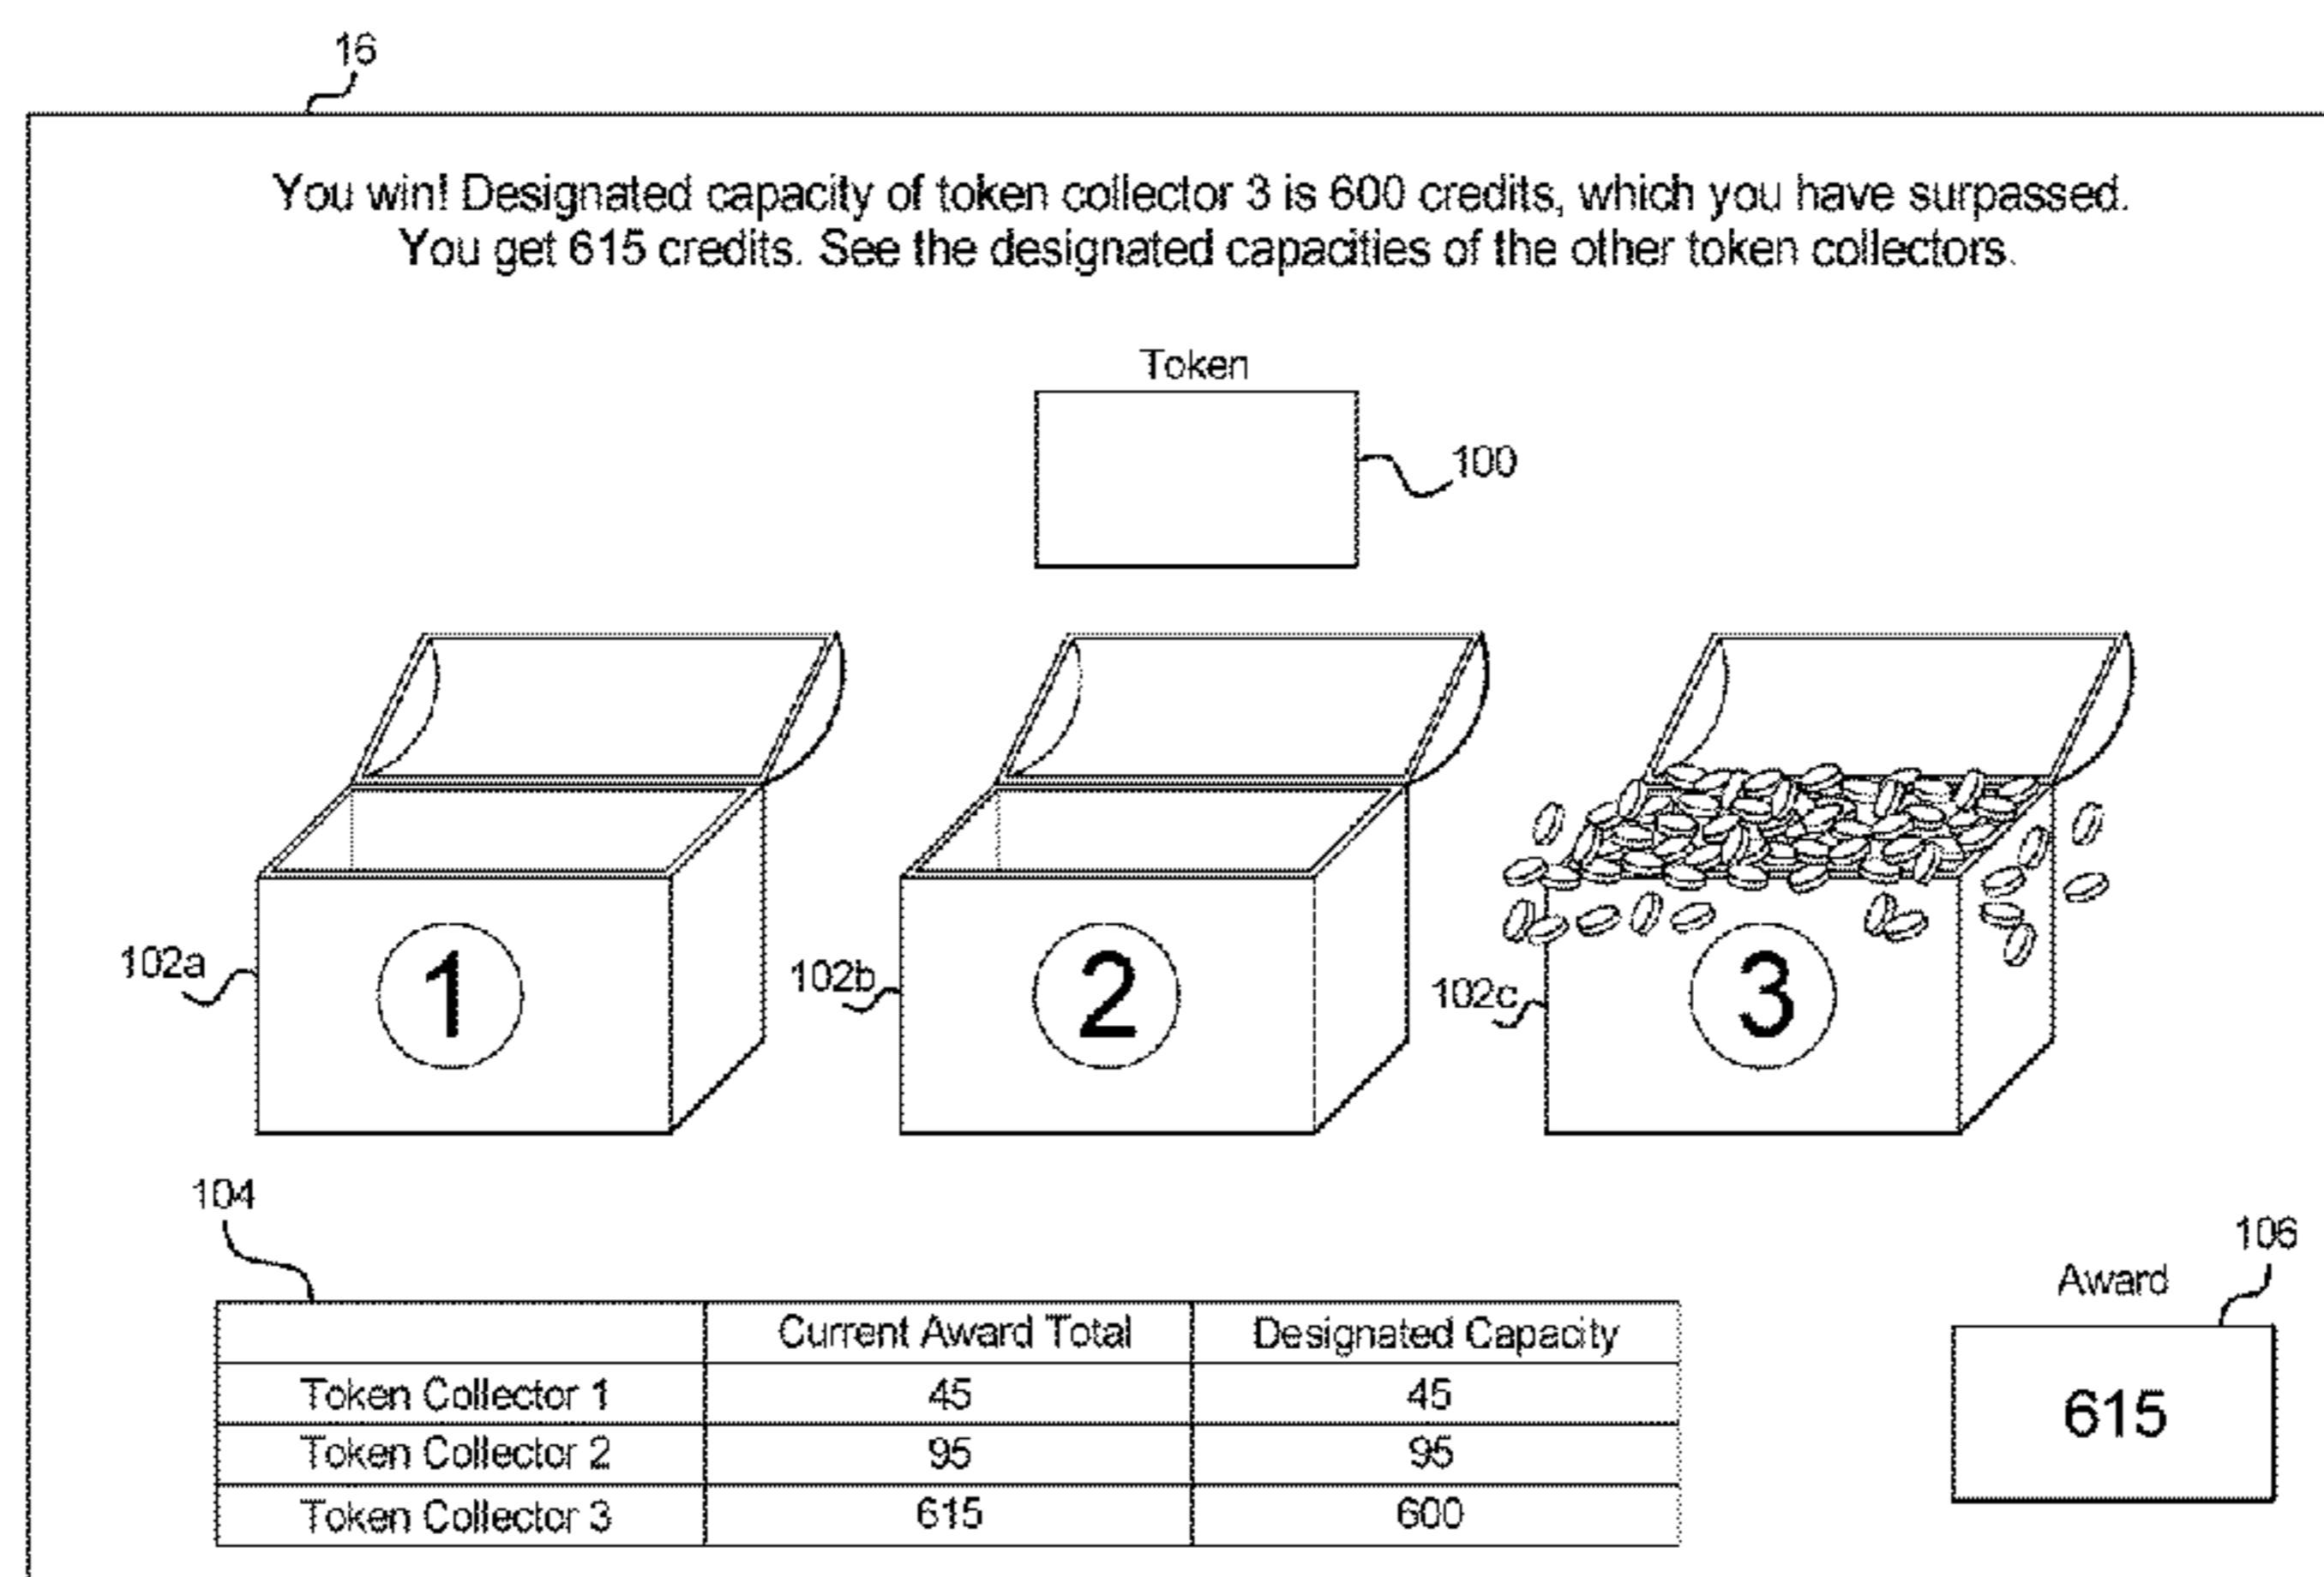 16
You win! Designated capacity of token collector 3 is 600 credits, which you have surpassed.
You get 615 credits. See the designated capacities of the other token collectors.
Token
100
102a
1
102b
2
102c
3
104
106
Award
615
Current Award Total Designated Capacity
Token Collector 1 45 45
Token Collector 2 95 95
Token Collector 3 615 600